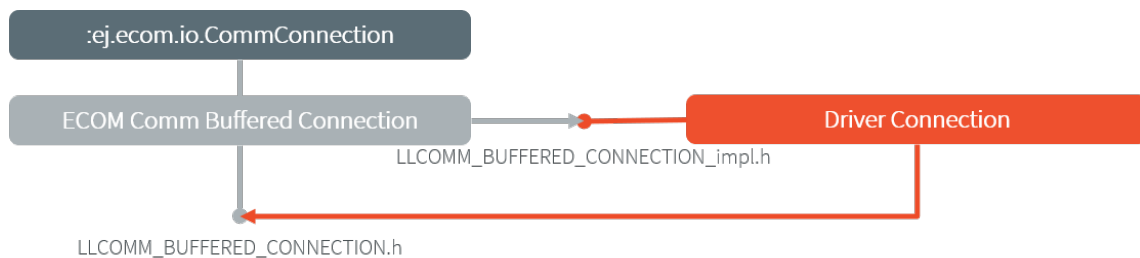 :ej.ecom.io.CommConnection
ECOM Comm Buffered Connection
Driver Connection
LLCOMM_BUFFERED_CONNECTION_impl.h
LLCOMM_BUFFERED_CONNECTION.h